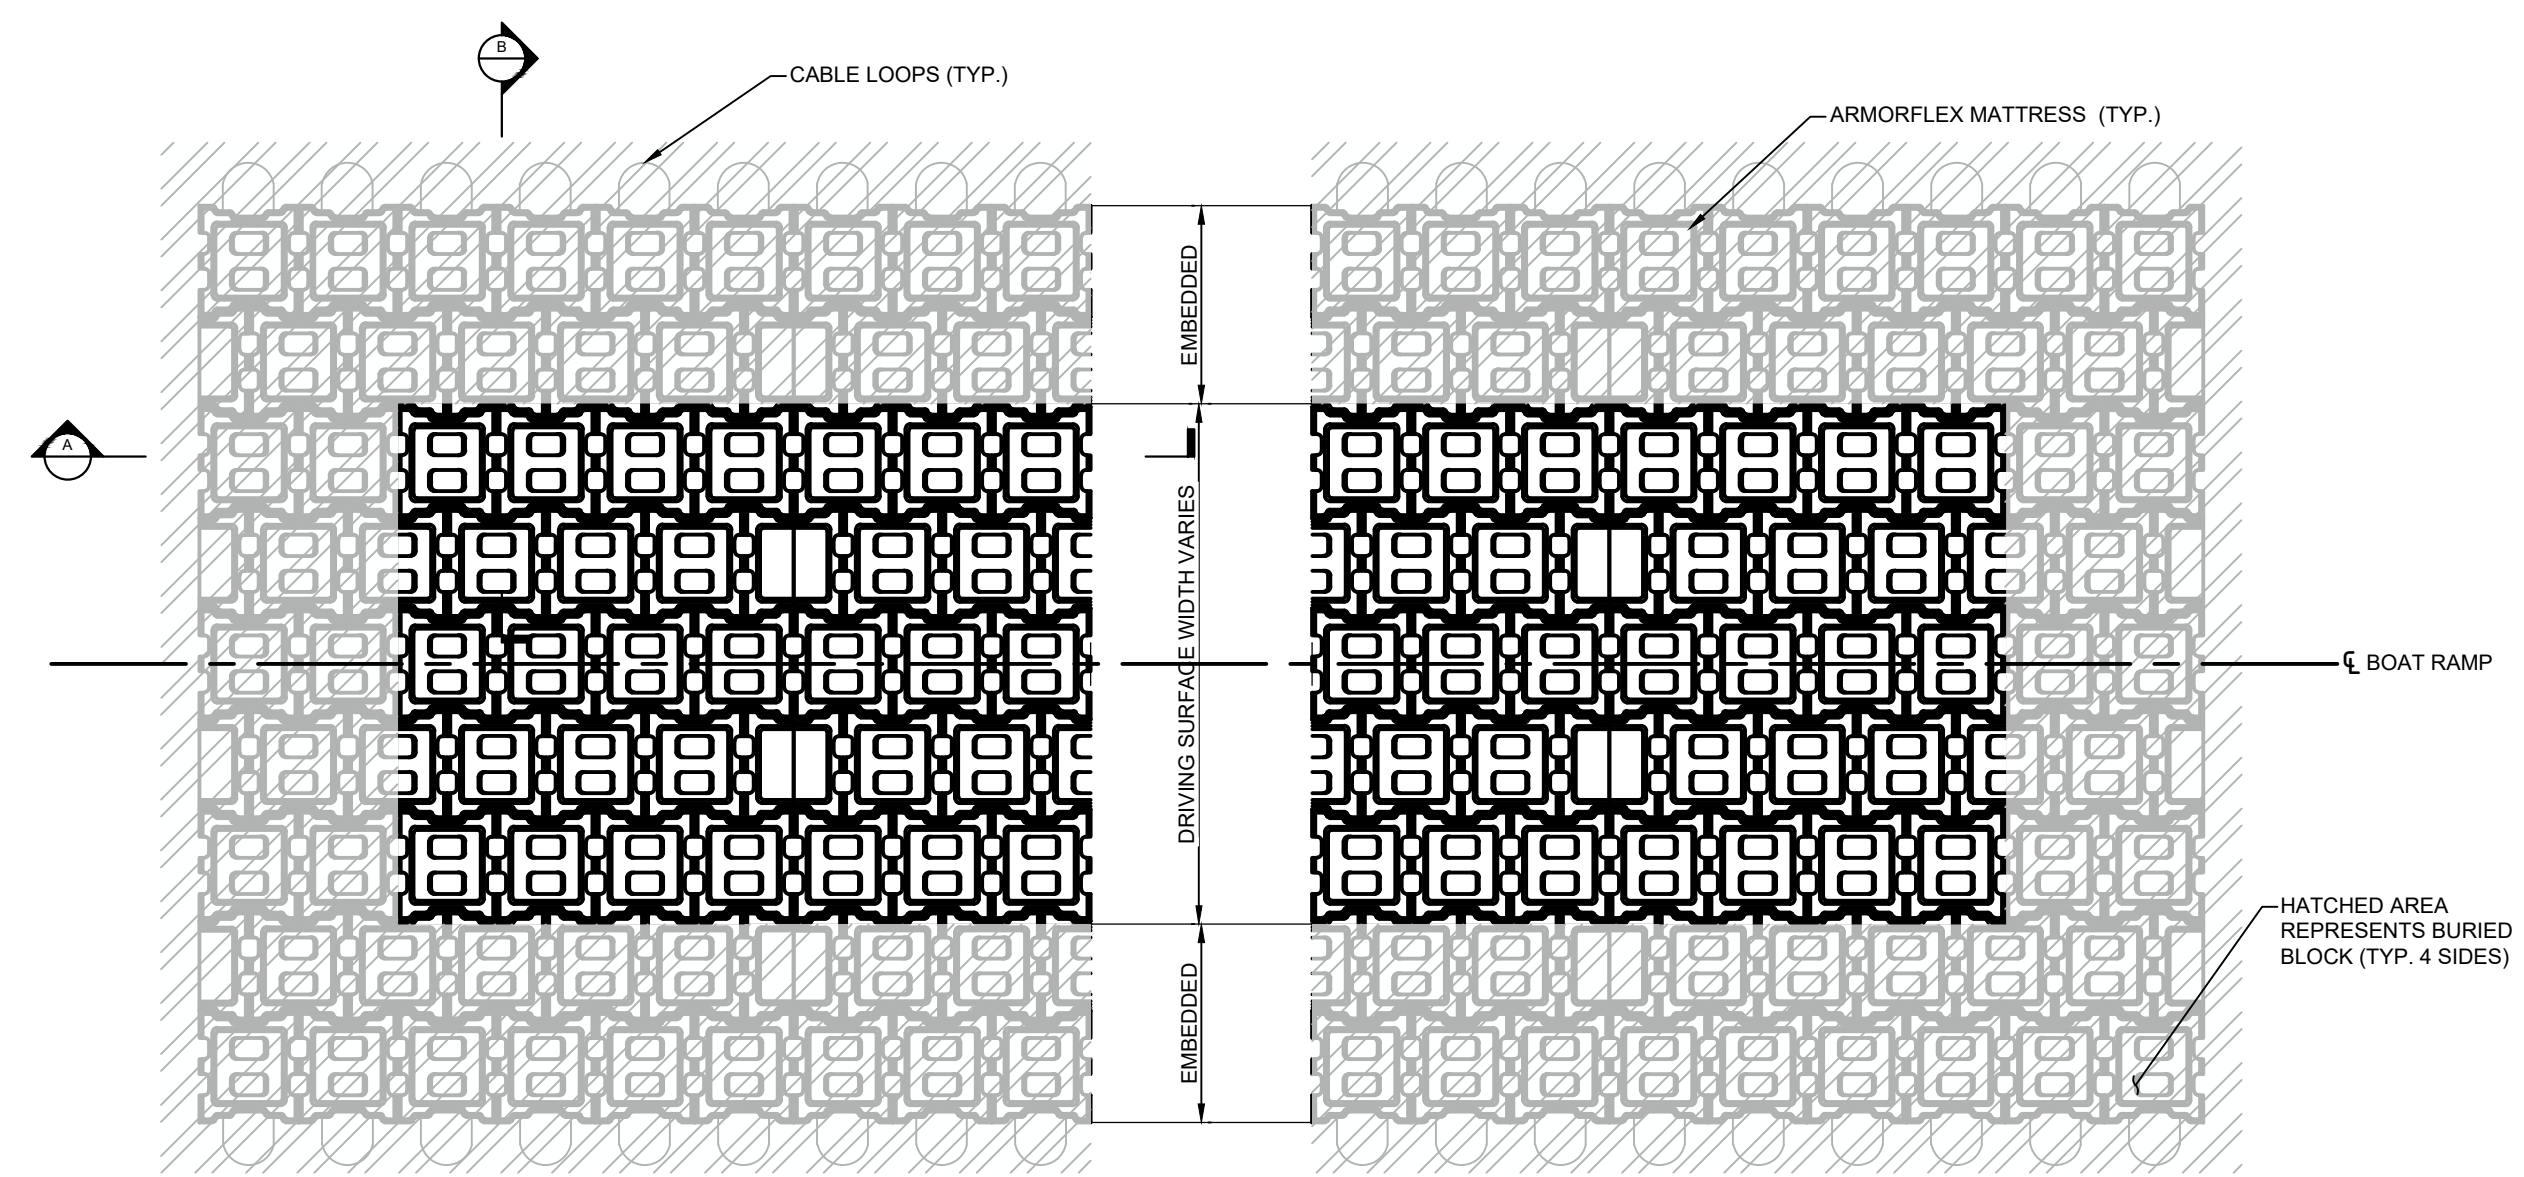 B
CABLE LOOPS (TYP.)
ARMORFLEX MATTRESS (TYP.)
EMBEDDED
A
DRIVING SURFACE WIDTH VARIES
℄ BOAT RAMP
HATCHED AREA
REPRESENTS BURIED
BLOCK (TYP. 4 SIDES)
EMBEDDED